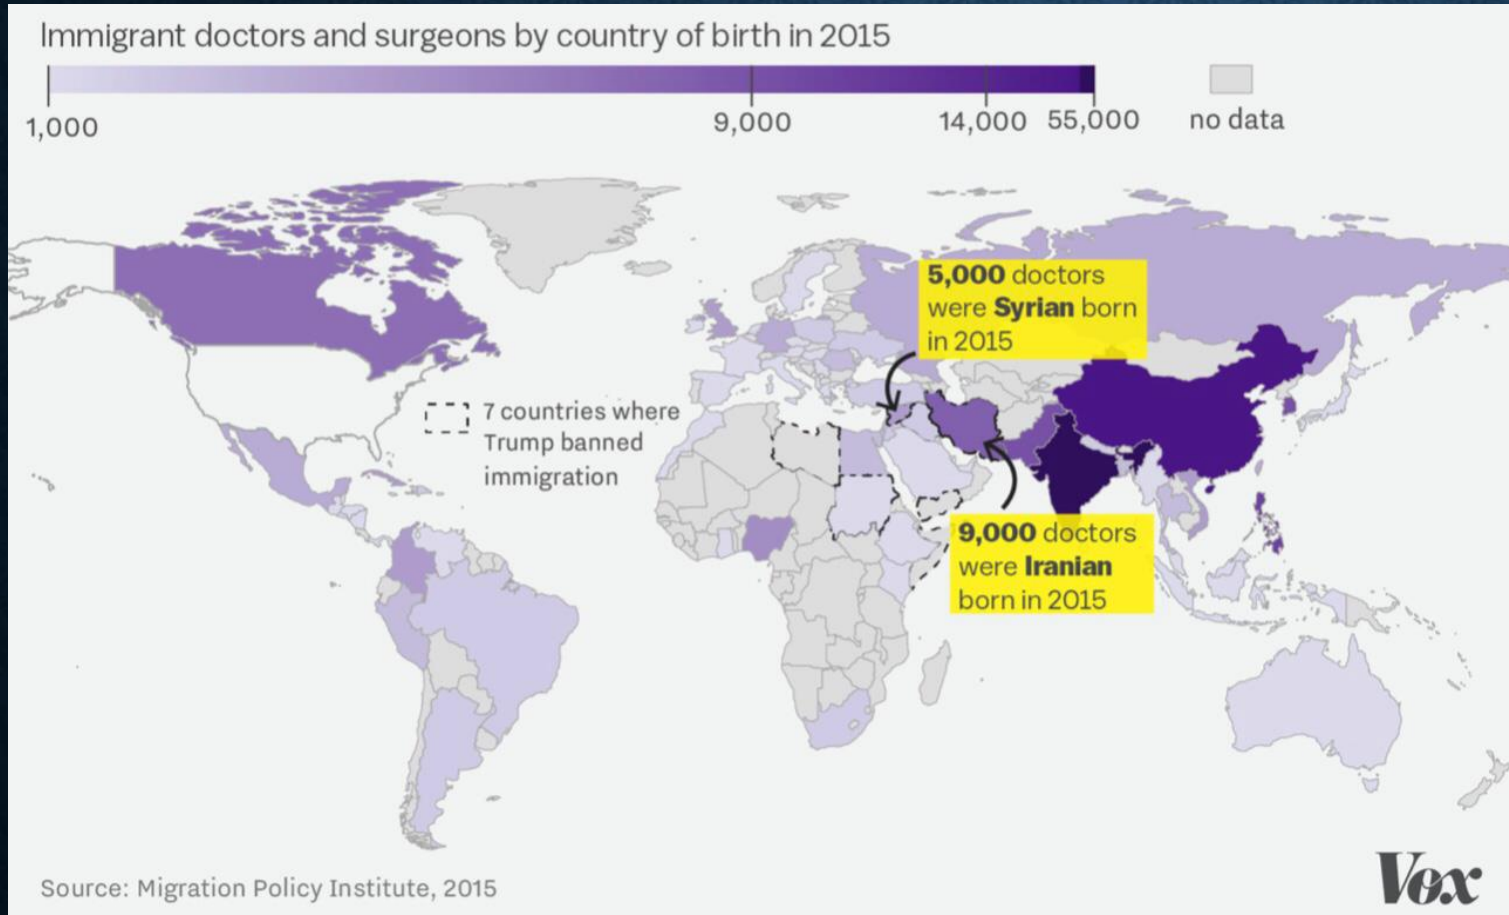 Immigrant doctors and surgeons by country of birth in 2015
1,000
9,000
14,000
55,000
no data
5,000 doctors
were Syrian born
in 2015
7 countries where
Trump banned
immigration
9,000 doctors
were Iranian
born in 2015
Source: Migration Policy Institute, 2015
Vox